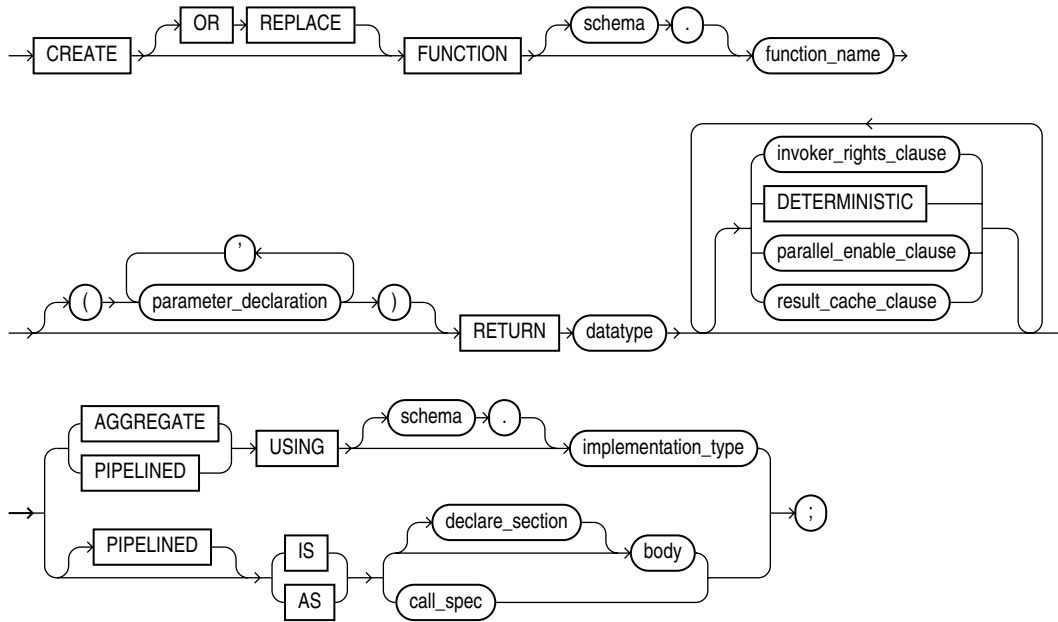 OR REPLACE schema .
CREATE FUNCTION function_name
invoker_rights_clause
DETERMINISTIC
, parallel_enable_clause
( parameter_declaration ) result_cache_clause
RETURN datatype
AGGREGATE schema .
USING implementation_type
PIPELINED
declare_section ;
PIPELINED IS body
AS call_spec